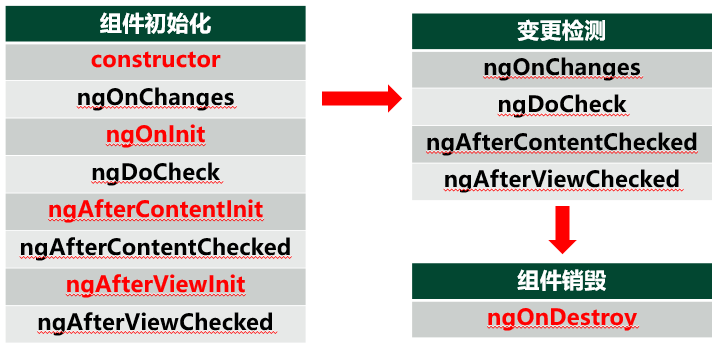 组件初始化
constructor
ngOnChanges
ngOnInit
ngDoCheck
ngAfterContentInit
ngAfterContentChecked
ngAfterViewInit
ngAfterViewChecked
变更检测
ngOnChanges
ngDoCheck
ngAfterContentChecked
ngAfterViewChecked
组件销毁
ngOnDestroy